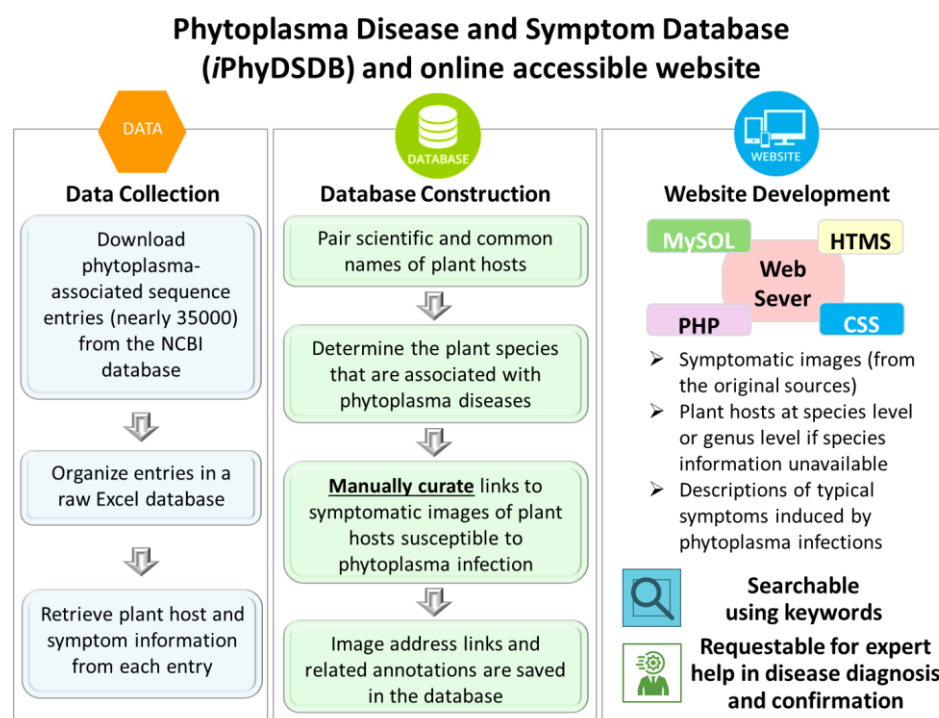 Phytoplasma Disease and Symptom Database
(iPhyDSDB) and online accessible website
DATA
Data Collection
Download
phytoplasma-
associated sequence
entries (nearly 35000)
from the NCBI
database
Organize entries in a
raw Excel database
Retrieve plant host and
symptom information
from each entry
DATABASE
Database Construction
Pair scientific and common
names of plant hosts
Determine the plant species
that are associated with
phytoplasma diseases
Manually curate links to
symptomatic images of plant
hosts susceptible to
phytoplasma infection
Image address links and
related annotations are saved
in the database
WEBSITE
Website Development
MySOL
HTMS
Web
Sever
PHP
CSS
➢ Symptomatic images (from
the original sources)
➢ Plant hosts at species level
or genus level if species
information unavailable
➢ Descriptions of typical
symptoms induced by
phytoplasma infections
Searchable
using keywords
Requestable for expert
help in disease diagnosis
and confirmation